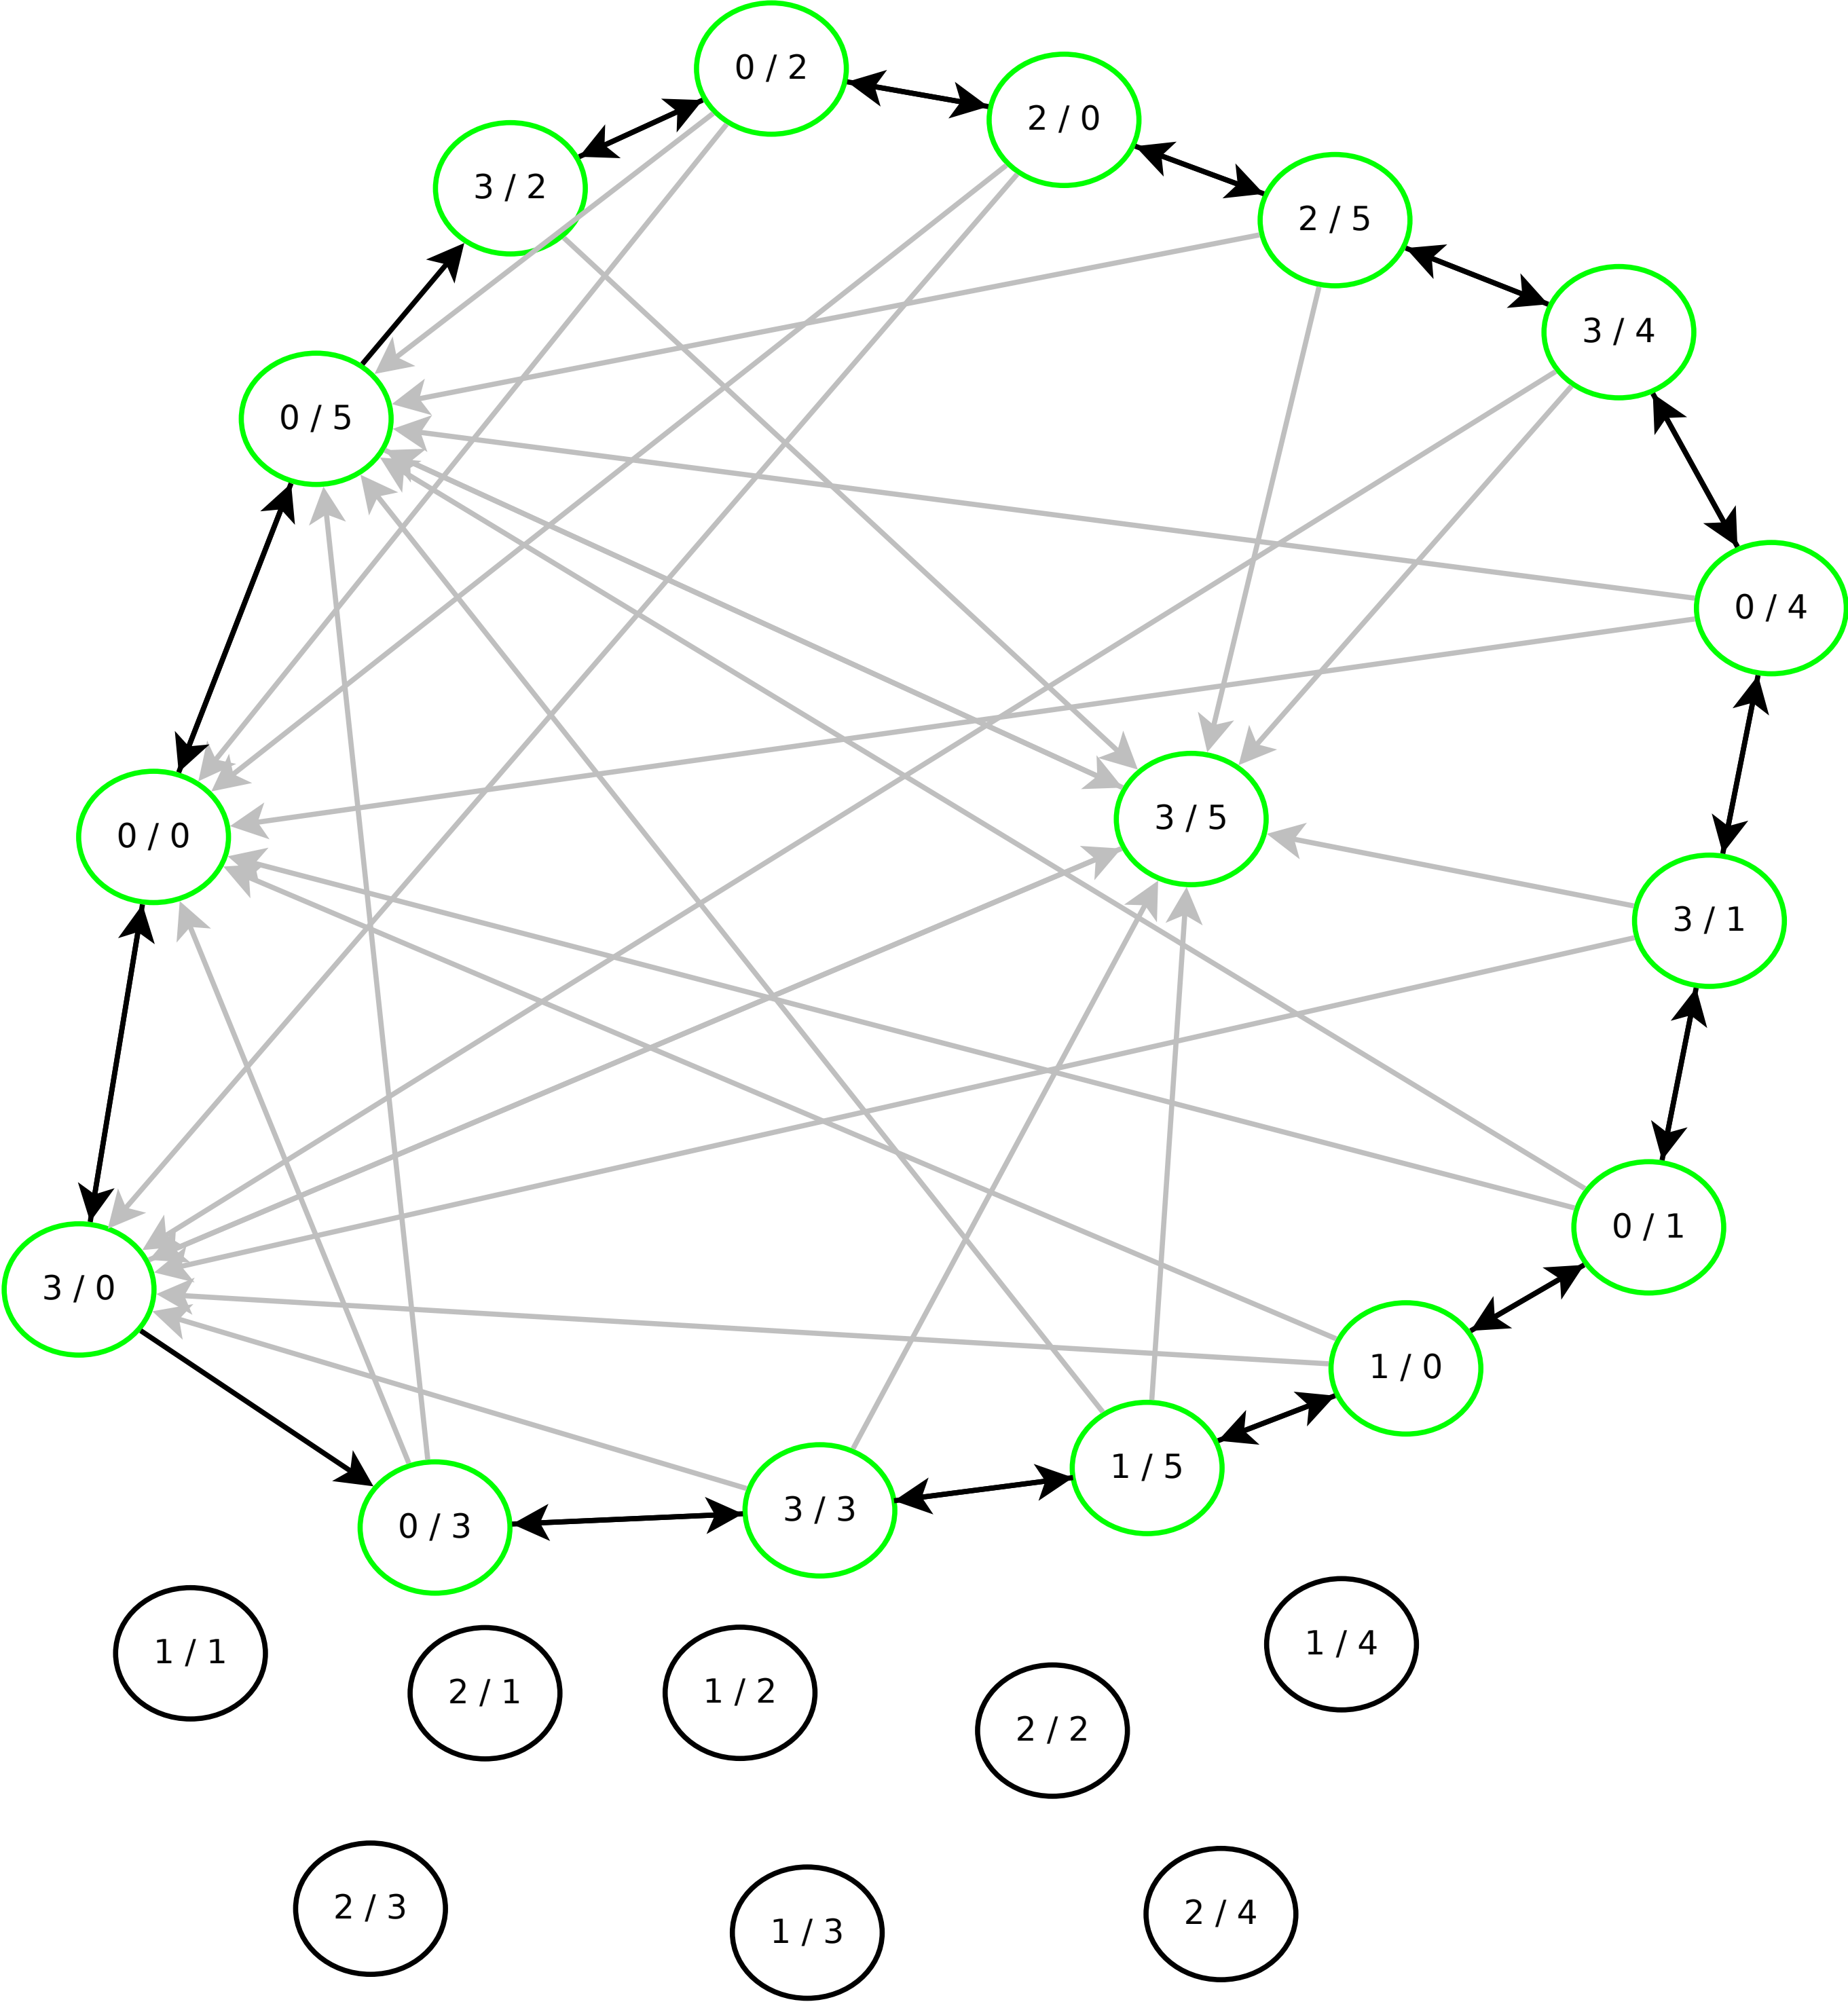 0 / 2
2 / 0
3 / 2
2 / 5
3 / 4
0 / 5
0 / 4
3 / 5
0 / 0
3 / 1
0 / 1
3 / 0
1 / 0
1 / 5
3 / 3
0 / 3
1 / 4
1 / 1
2 / 1
1 / 2
2 / 2
2 / 3
2 / 4
1 / 3